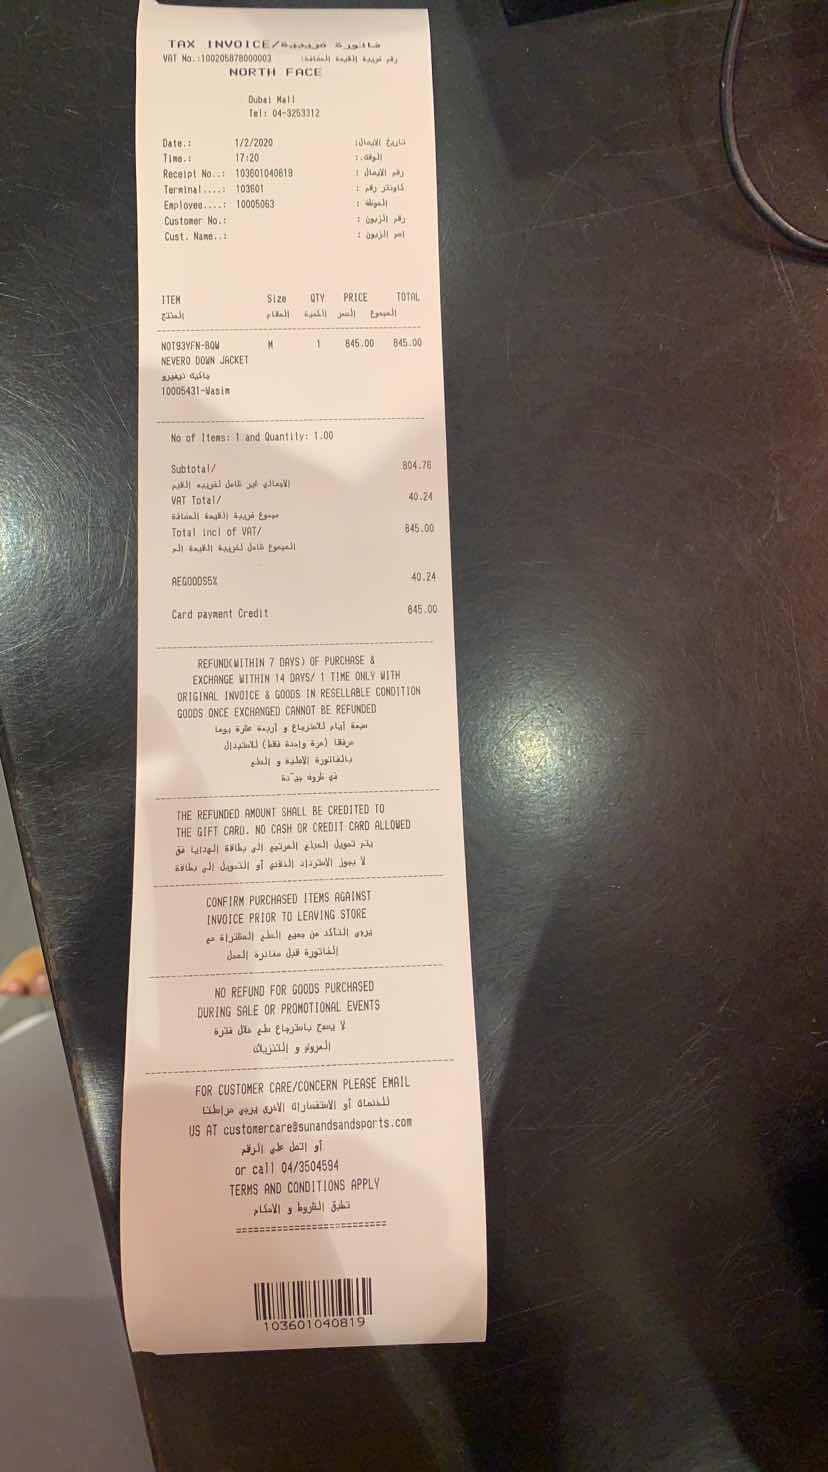 TAX INVOICE/فاتورة ضريبية
VAT No.:100205878000003 رقم ضريبة القيمة المضافة:
NORTH FACE
Dubai Mall
Tel: 04-3253312
Date.: 1/2/2020 تاريخ الايصال:
Time.: 17:20 الوقت.:
Receipt No..: 103601040819 رقم الايصال :
Terminal....: 103601 كاونتر رقم :
Employee....: 10005063 الموظف :
Customer No.: رقم الزبون :
Cust. Name..: اسم الزبون :
ITEM Size QTY PRICE TOTAL
المنتج المقاس الكمية السعر المجموع
NOT93YFN-BQW M 1 845.00 845.00
NEVERO DOWN JACKET
جاكيت نيفيرو
10005431-Wasim
No of Items: 1 and Quantity: 1.00
Subtotal/ 804.76
الاجمالي غير شامل لضريبه القيم
VAT Total/ 40.24
مجموع ضريبة القيمة المضافة
Total incl of VAT/ 845.00
المجموع شامل لضريبة القيمة الم
AEGOODS5% 40.24
Card payment Credit 845.00
REFUND(WITHIN 7 DAYS) OF PURCHASE &
EXCHANGE WITHIN 14 DAYS/ 1 TIME ONLY WITH
ORIGINAL INVOICE & GOODS IN RESELLABLE CONDITION
GOODS ONCE EXCHANGED CANNOT BE REFUNDED
سبعة أيام للاسترجاع و أربعة عشرة يوما
مرفقا (مرة واحدة فقط) للاستبدال
بالفاتورة الاصلية و السلع
في ظروف جيّدة
THE REFUNDED AMOUNT SHALL BE CREDITED TO
THE GIFT CARD. NO CASH OR CREDIT CARD ALLOWED
يتم تحويل المبلغ المرتجع إلى بطاقة الهدايا فق
لا يجوز الاسترداد النقدي أو التحويل إلى بطاقة
CONFIRM PURCHASED ITEMS AGAINST
INVOICE PRIOR TO LEAVING STORE
يرجى التأكد من جميع السلع المشتراة مع
الفاتورة قبل مغادرة المحل
NO REFUND FOR GOODS PURCHASED
DURING SALE OR PROMOTIONAL EVENTS
لا يسمح باسترجاع سلع خلال فترة
العروض و التنزيلات
FOR CUSTOMER CARE/CONCERN PLEASE EMAIL
للخدمات أو الاستفسارات الاخرى يرجى مراسلتنا
US AT customercare@sunandsandsports.com
أو إتصل على الرقم
or call 04/3504594
TERMS AND CONDITIONS APPLY
تطبق الشروط و الاحكام
=========================
103601040819